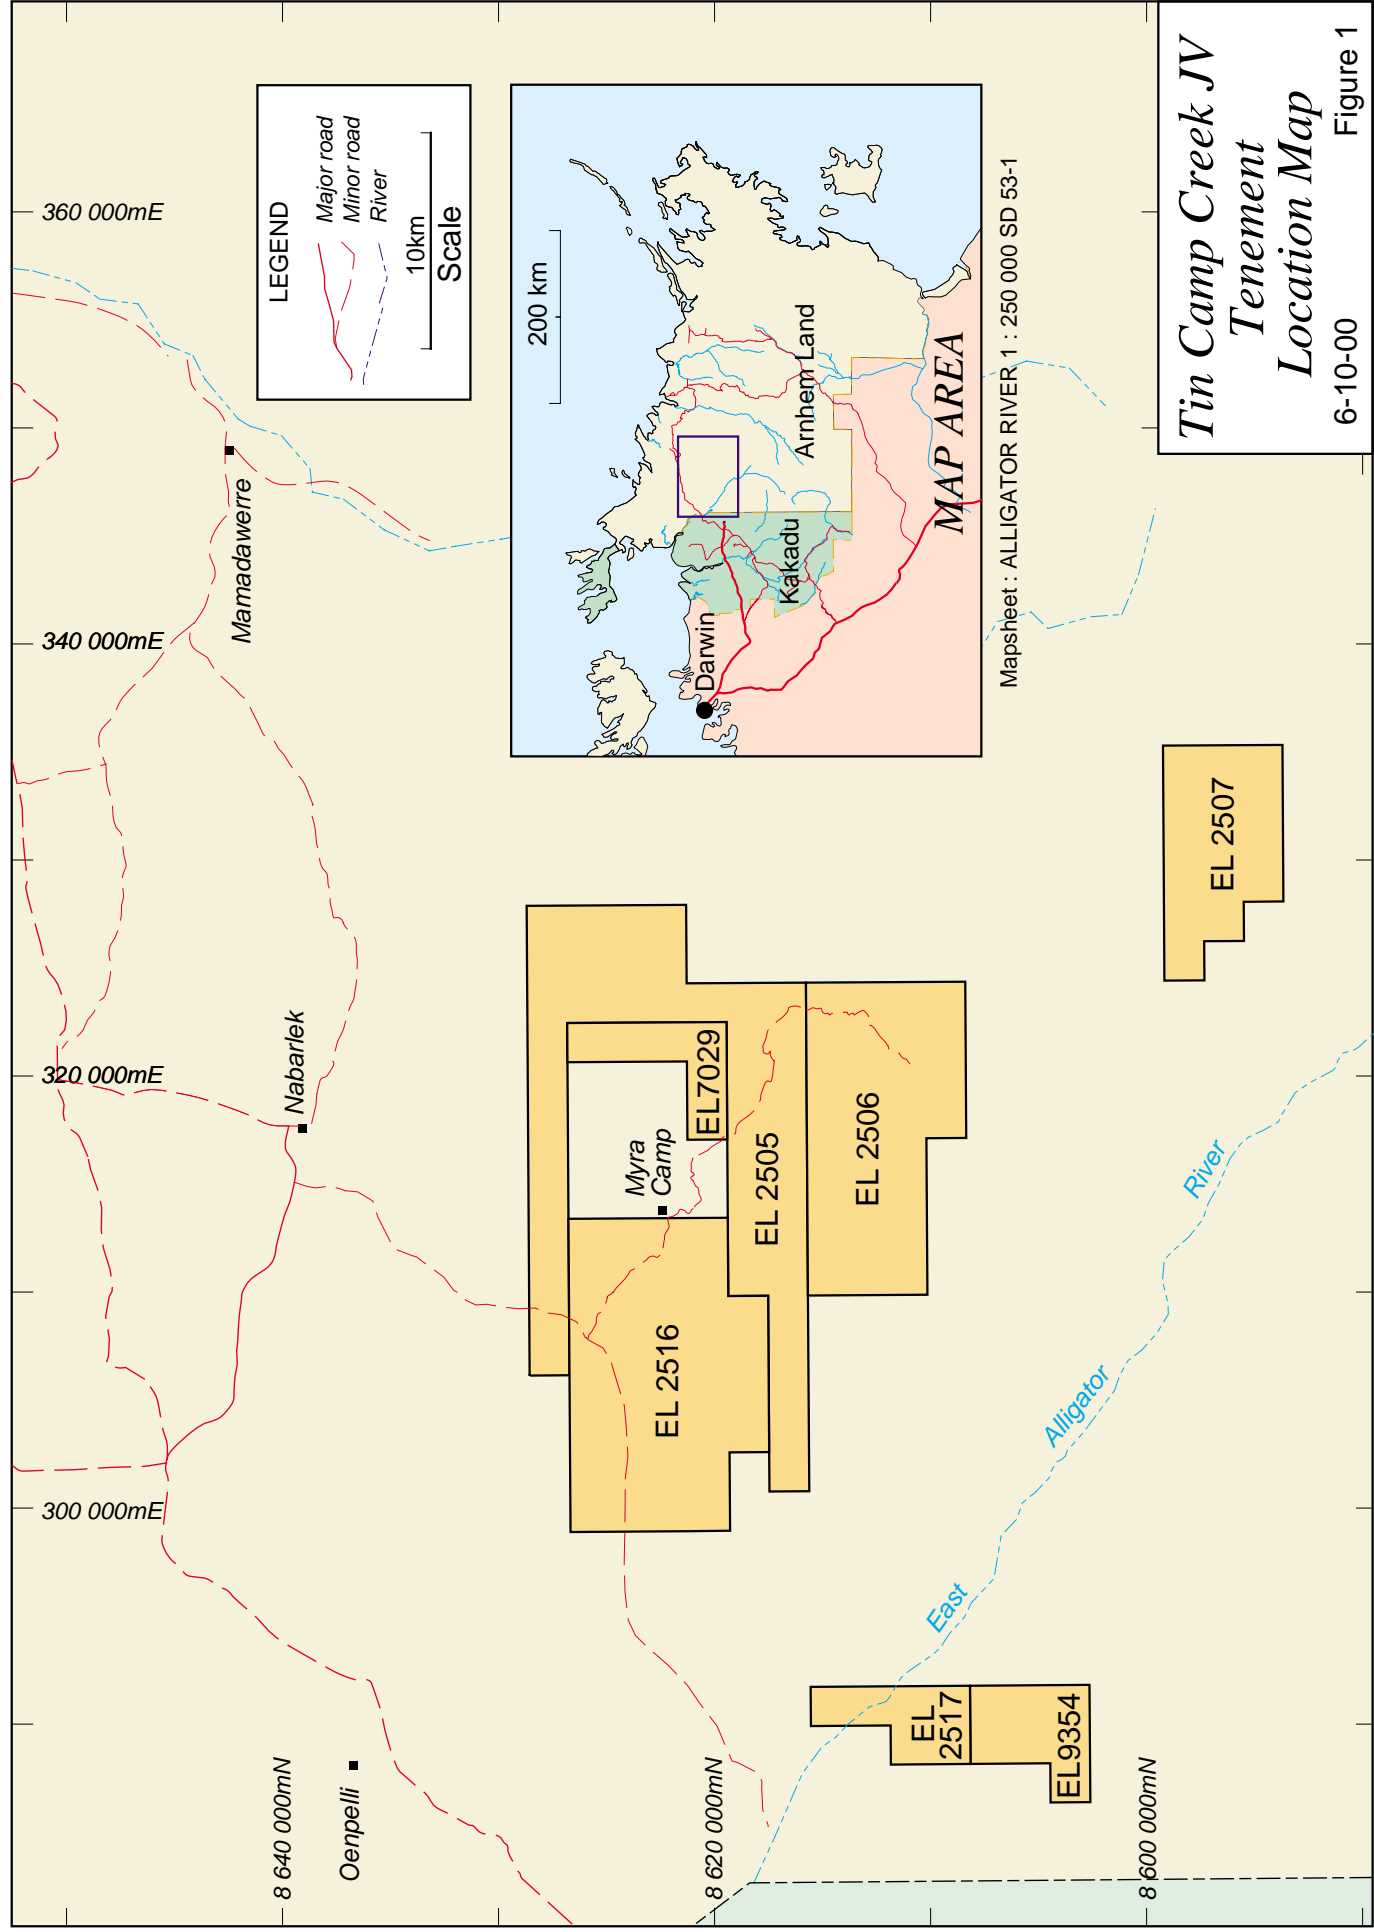 360 000mE
340 000mE
320 000mE
300 000mE
8 640 000mN
8 620 000mN
8 600 000mN
Mamadawerre
Nabarlek
Oenpelli
Myra
Camp
EL7029
EL 2505
EL 2506
EL 2516
EL 2507
EL
2517
EL9354
East
Alligator
River
LEGEND
Major road
Minor road
River
10km
Scale
200 km
Darwin
Kakadu
Arnhem Land
MAP AREA
Mapsheet : ALLIGATOR RIVER 1 : 250 000 SD 53-1
Tin Camp Creek JV
Tenement
Location Map
6-10-00
Figure 1